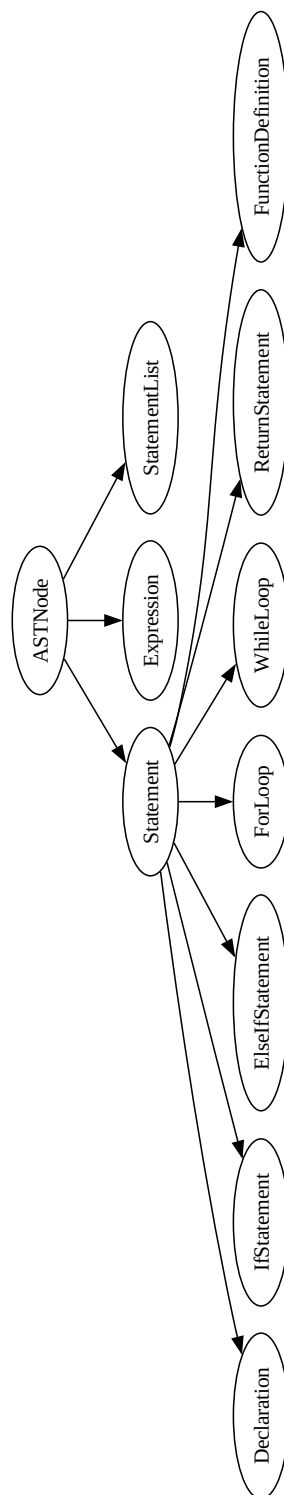 ASTNode
Statement
Expression
StatementList
Declaration
IfStatement
ElseIfStatement
ForLoop
WhileLoop
ReturnStatement
FunctionDefinition